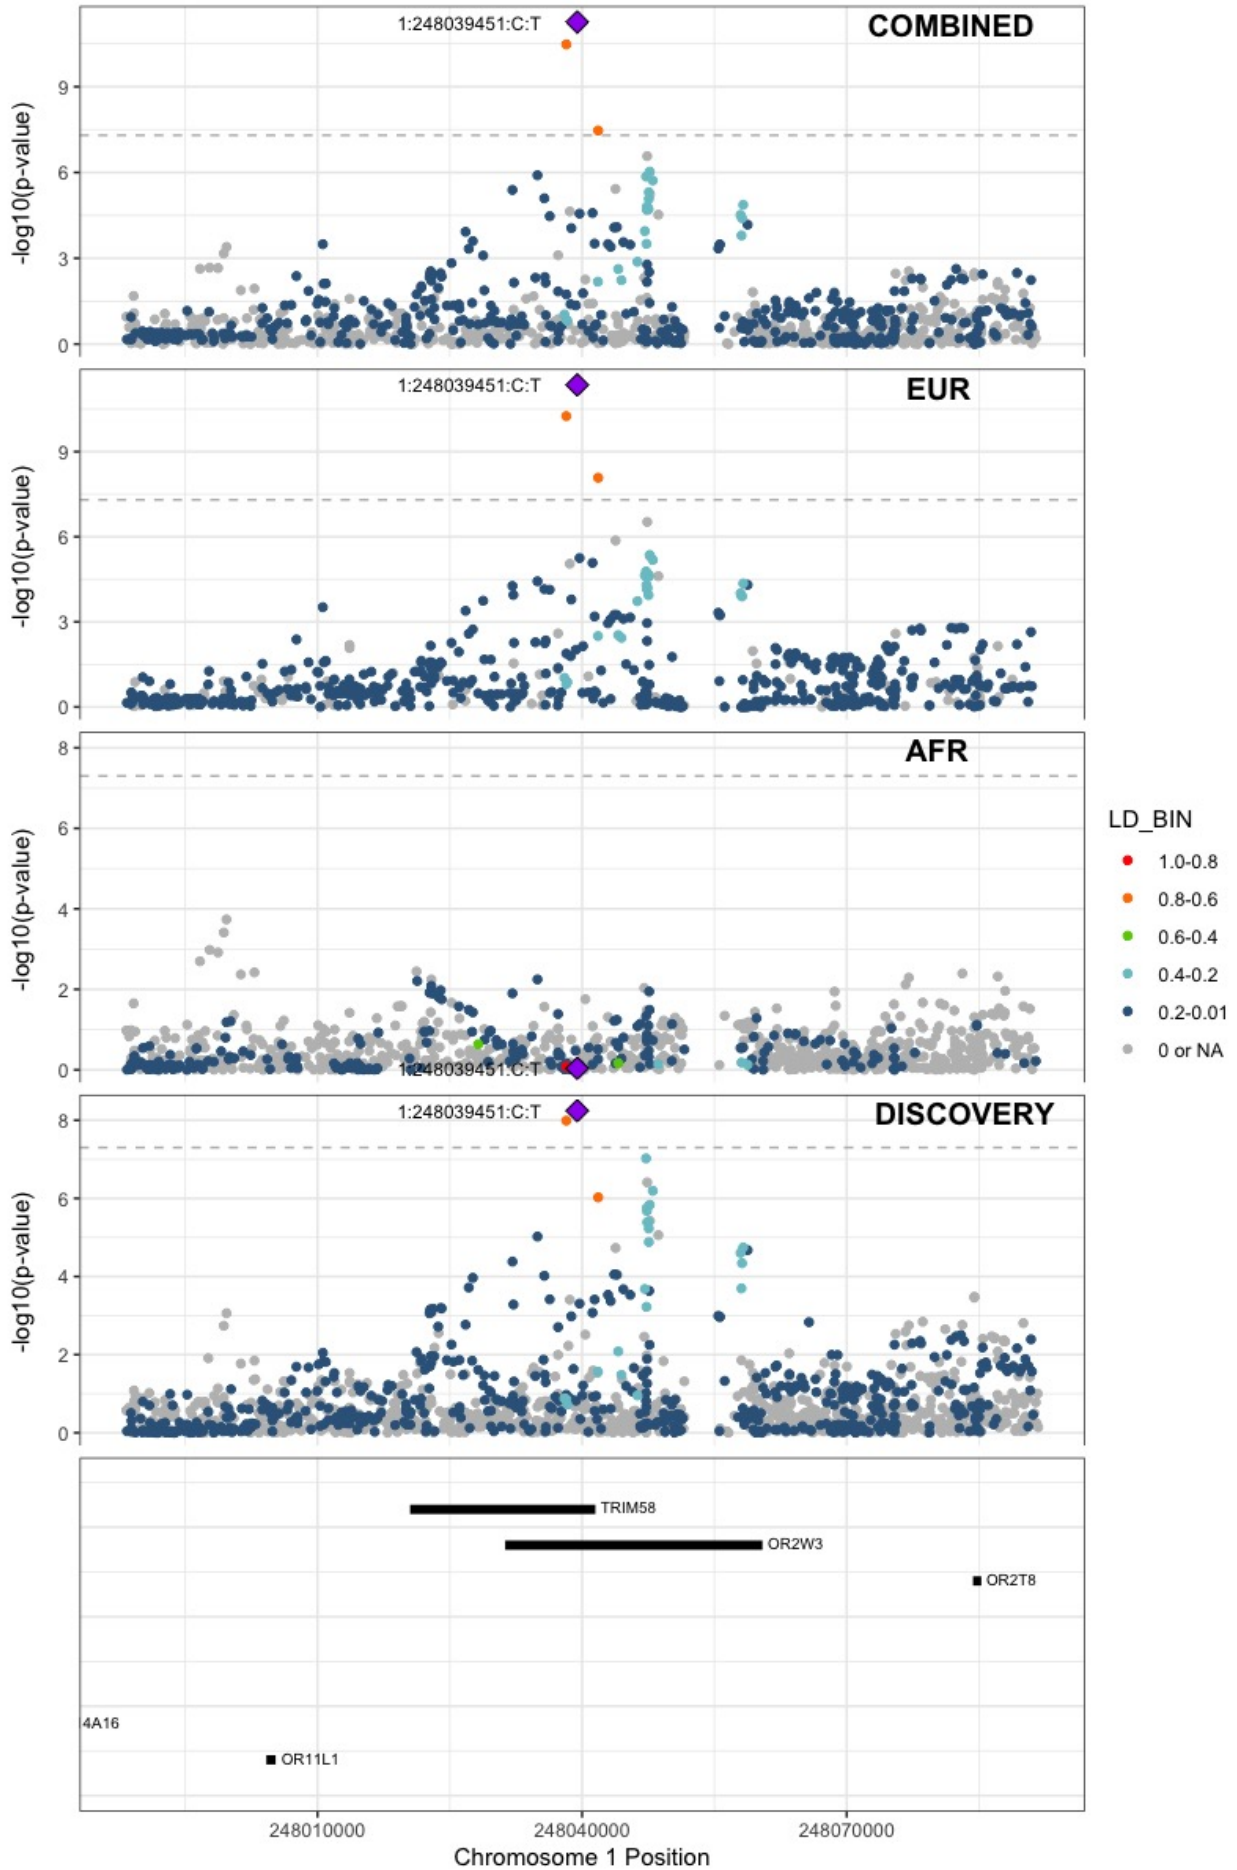 1:248039451:C:T
COMBINED
-log10(p-value)
9
6
3
0
1:248039451:C:T
EUR
-log10(p-value)
9
6
3
0
AFR
-log10(p-value)
8
6
4
2
0
1:248039451:C:T
LD_BIN
1.0-0.8
0.8-0.6
0.6-0.4
0.4-0.2
0.2-0.01
0 or NA
1:248039451:C:T
DISCOVERY
-log10(p-value)
8
6
4
2
0
TRIM58
OR2W3
OR2T8
4A16
OR11L1
248010000 248040000 248070000
Chromosome 1 Position